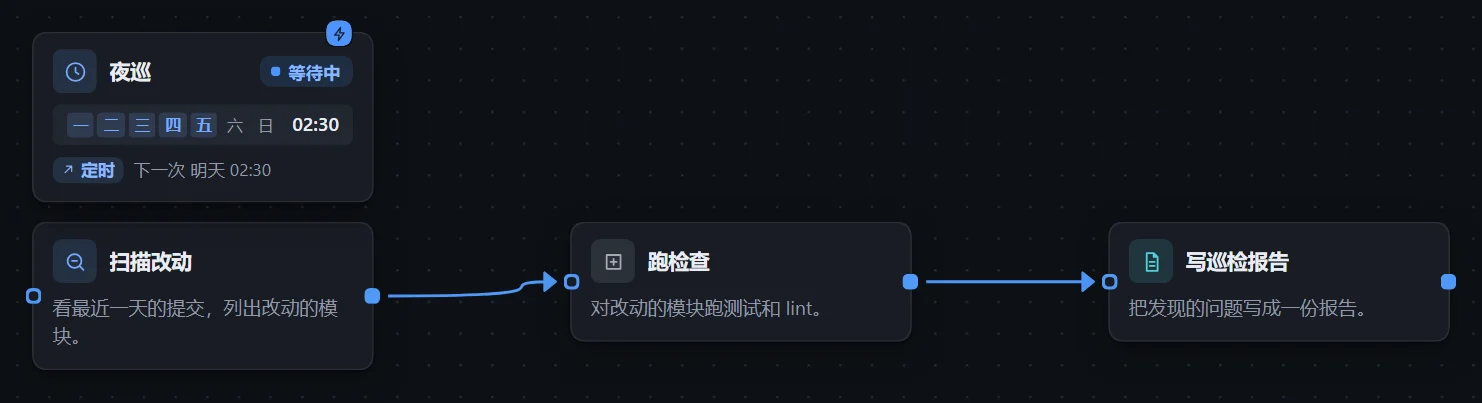 夜巡
等待中
一 二 三 四 五 六 日 02:30
定时 下一次 明天 02:30
扫描改动
看最近一天的提交，列出改动的模
块。
跑检查
对改动的模块跑测试和 lint。
写巡检报告
把发现的问题写成一份报告。